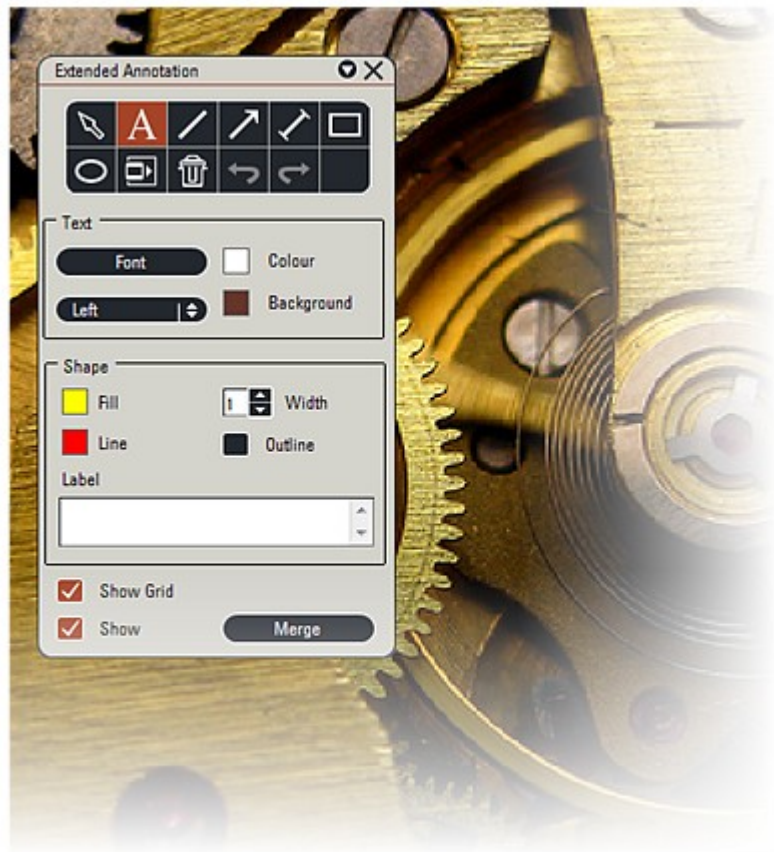 Extended Annotation
A
Text
Font
Colour
Left
Background
Shape
Fill
1
Width
Line
Outline
Label
Show Grid
Show
Merge